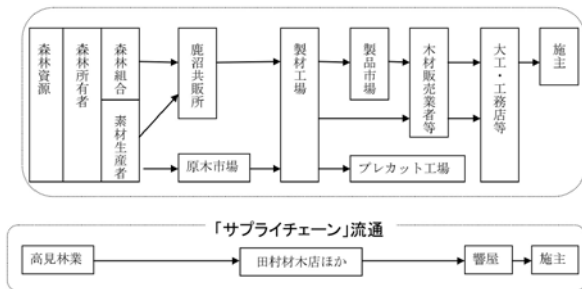 森林資源
森林所有者
森林組合
素材生産者
鹿沼共販所
原木市場
製材工場
製品市場
プレカット工場
木材販売業者等
大工・工務店等
施主
「サプライチェーン」流通
高見林業
田村材木店ほか
響屋
施主